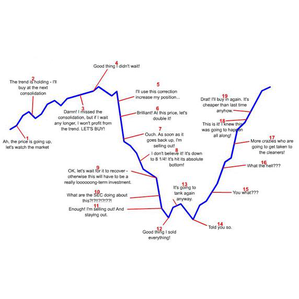 1
Ah, the price is going up,
let's watch the market
2
The trend is holding - I'll
buy at the next
consolidation
3
Damn! I missed the
consolidation, but if I wait
any longer, I won't profit from
the trend. LET'S BUY!
4
Good thing I didn't wait!
5
I'll use this correction
increase my position...
6
Brilliant! At this price, let's
double it!
7
Ouch. As soon as it
goes back up, I'm
selling out!
8
I don't believe it! It's down
to 6 1/4! It's hit its absolute
bottom!
9
OK, let's wait for it to recover -
otherwise this will have to be a
really looooong-term investment.
10
What are the SEC doing about
this?!?!?!?!?!?!?
11
Enough! I'm selling out! And
staying out.
12
Good thing I sold
everything!
13
It's going to
tank again
anyway.
14
Told you so.
15
You what???
16
What the hell???
17
More crazies who are
going to get taken to
the cleaners!
18
This is it! I knew this
was going to happen
all along!
19
Drat! I'll buy in again. It's
cheaper than last time
anyhow.